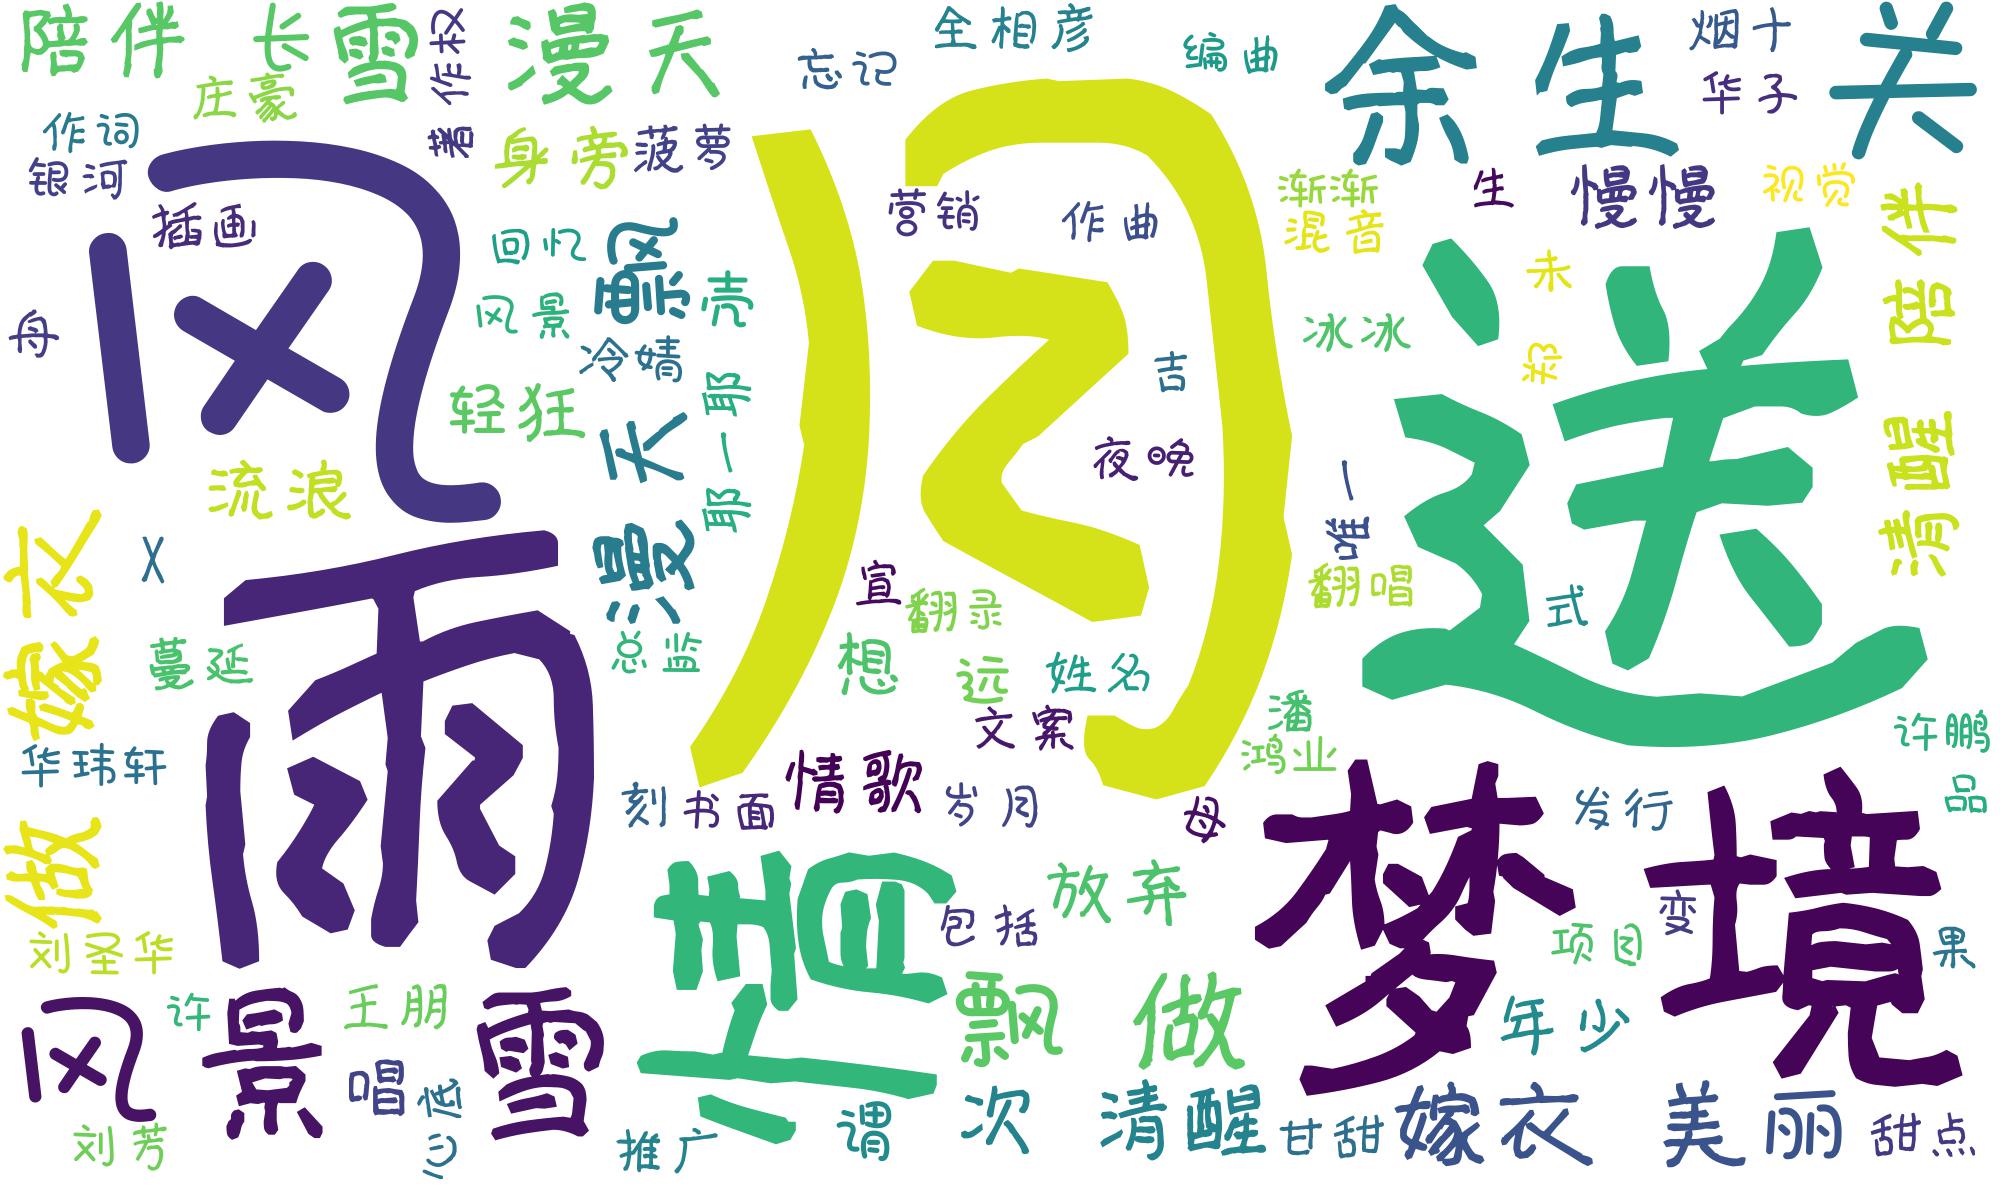 陪伴 长
雪 漫天
著作权
忘记
全相彦
编曲
余生
烟十
华子
关
庄豪
作词
银河
身旁
菠萝
风
插画
月
营销
作曲
渐渐
混音
生
慢慢
视觉
陪伴
回忆
飘
风景
壳
舟
冷婧
吉
冰冰
未
郑
送
轻狂
漫天
耶一耶
夜晚
唯一
清醒
流浪
嫁衣
X
雨
宣
翻录
翻唱
式
蔓延
总监
想
远
姓名
文案
潘
鸿业
许鹏
华玮轩
刻
书面
情歌
岁月
母
梦境
发行
品
做
情
放弃
包括
变
项目
果
刘圣华
风景
许
王朋
雪
飘
做
年少
唱
心底
刘芳
推广
谓
次
清醒
甘甜
嫁衣
美丽
甜点